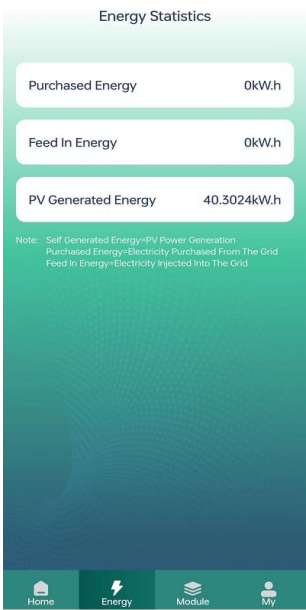 Energy Statistics
Purchased Energy 0kW.h
Feed In Energy 0kW.h
PV Generated Energy 40.3024kW.h
Note: Self Generated Energy=PV Power Generation
Purchased Energy=Electricity Purchased From The Grid
Feed In Energy=Electricity Injected Into The Grid
Home Energy Module My